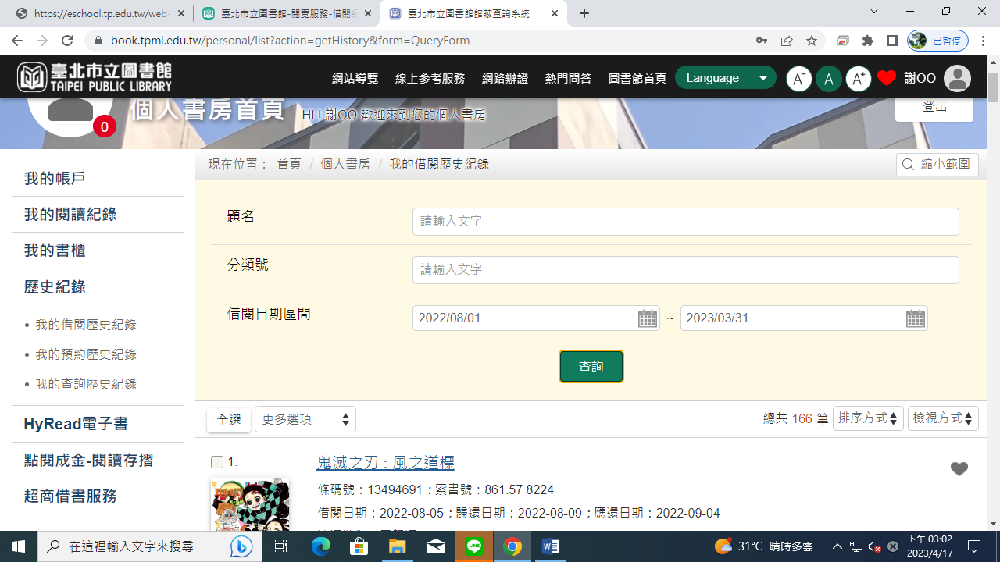 https://eschool.tp.edu.tw/web-
臺北市立圖書館-閱覽服務-借閱紀
臺北市立圖書館館藏查詢系統
book.tpml.edu.tw/personal/list?action=getHistory&form=QueryForm
已暫停
臺北市立圖書館
TAIPEI PUBLIC LIBRARY
網站導覽 線上參考服務 網路辦證 熱門問答 圖書館首頁 Language A- A A+ 謝OO
0
個人書房首頁
HI ! 謝OO 歡迎來到您的個人書房
登出
我的帳戶
我的閱讀紀錄
我的書櫃
歷史紀錄
• 我的借閱歷史紀錄
• 我的預約歷史紀錄
• 我的查詢歷史紀錄
HyRead電子書
點閱成金-閱讀存摺
超商借書服務
現在位置： 首頁 / 個人書房 / 我的借閱歷史紀錄
縮小範圍
題名 請輸入文字
分類號 請輸入文字
借閱日期區間 2022/08/01 ~ 2023/03/31
查詢
全選 更多選項 總共 166 筆 排序方式 檢視方式
1. 鬼滅之刃 : 風之道標
條碼號：13494691 ; 索書號：861.57 8224
借閱日期：2022-08-05 ; 歸還日期：2022-08-09 ; 應還日期：2022-09-04
在這裡輸入文字來搜尋
31°C 晴時多雲
下午 03:02
2023/4/17